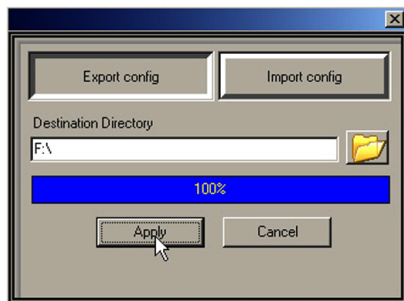 Export config Import config
Destination Directory
F:\
100%
Apply Cancel